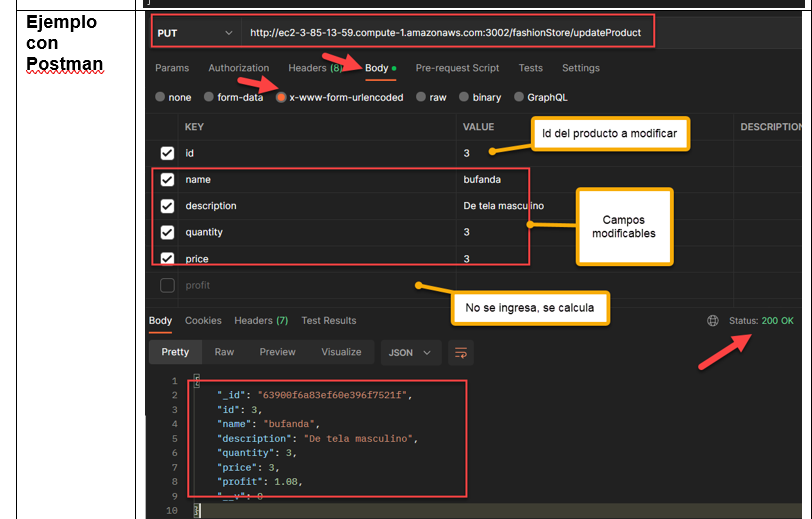 Ejemplo
con
Postman
PUT http://ec2-3-85-13-59.compute-1.amazonaws.com:3002/fashionStore/updateProduct
Params Authorization Headers (8) Body Pre-request Script Tests Settings
none form-data x-www-form-urlencoded raw binary GraphQL
KEY VALUE DESCRIPTION
Id del producto a modificar
id 3
name bufanda
description De tela masculino
quantity 3
price 3
Campos
modificables
profit
No se ingresa, se calcula
Body Cookies Headers (7) Test Results Status: 200 OK
Pretty Raw Preview Visualize JSON
1 {
2 "_id": "63900f6a83ef60e396f7521f",
3 "id": 3,
4 "name": "bufanda",
5 "description": "De tela masculino",
6 "quantity": 3,
7 "price": 3,
8 "profit": 1.08,
9 "__v": 0
10 }